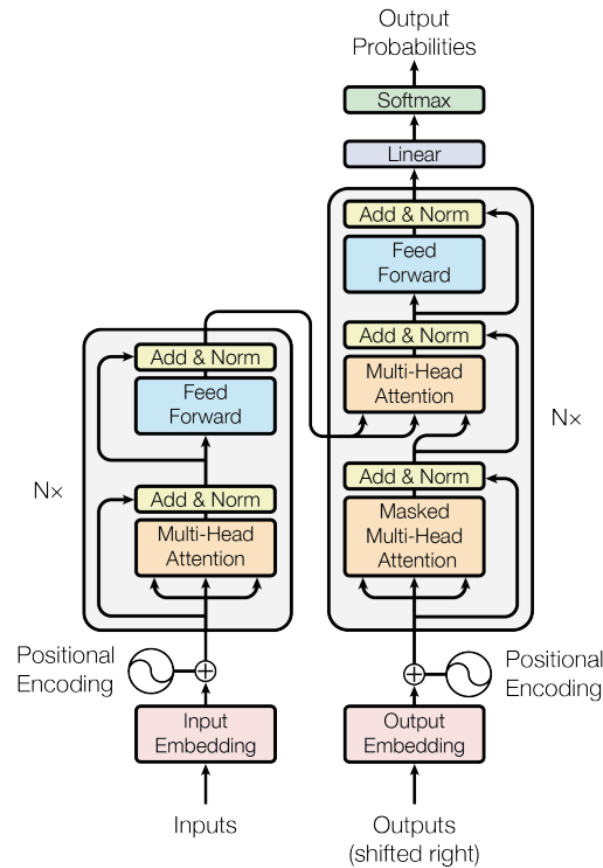 Output
Probabilities
Softmax
Linear
Add & Norm
Feed
Forward
Add & Norm
Multi-Head
Attention
Nx
Add & Norm
Masked
Multi-Head
Attention
Positional
Encoding
Output
Embedding
Outputs
(shifted right)
Add & Norm
Feed
Forward
Nx
Add & Norm
Multi-Head
Attention
Positional
Encoding
Input
Embedding
Inputs